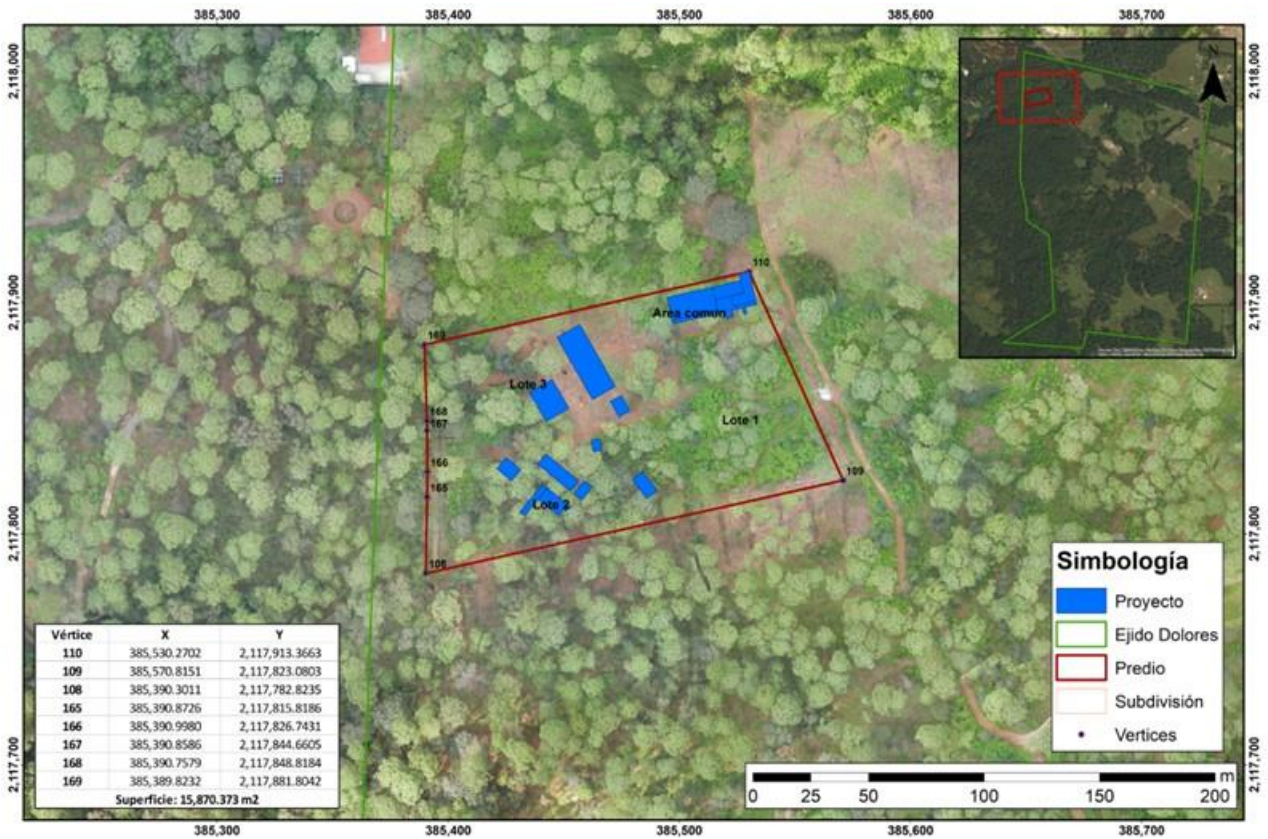 385,300 385,400 385,500 385,600 385,700
2,118,000 2,118,000
N
110
2,117,900 2,117,900
Area común
169
Lote 3
168
167
Lote 1
166
109
165
Lote 2
2,117,800 2,117,800
108
Simbología
Proyecto
Ejido Dolores
Predio
Subdivisión
Vertices
Vértice X Y
110 385,530.2702 2,117,913.3663
109 385,570.8151 2,117,823.0803
108 385,390.3011 2,117,782.8235
165 385,390.8726 2,117,815.8186
166 385,390.9980 2,117,826.7431
167 385,390.8586 2,117,844.6605
168 385,390.7579 2,117,848.8184
169 385,389.8232 2,117,881.8042
Superficie: 15,870.373 m2
2,117,700 2,117,700
m
0 25 50 100 150 200
385,300 385,400 385,500 385,600 385,700